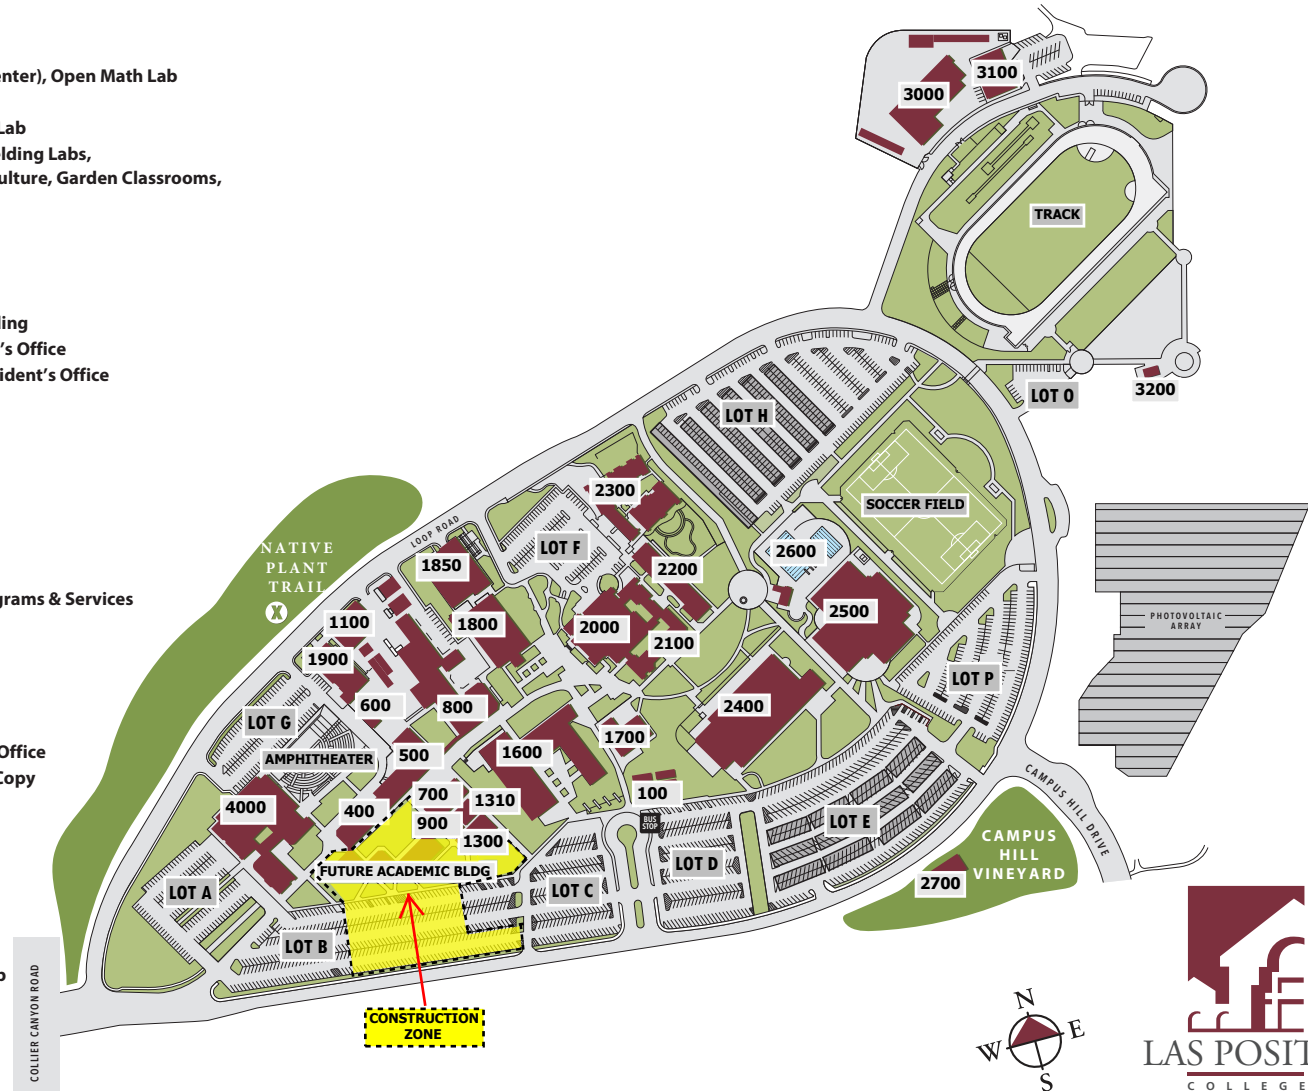 enter), Open Math Lab
Lab
elding Labs,
ulture, Garden Classrooms,
ding
's Office
sident's Office
grams & Services
Office
Copy
3000
3100
TRACK
LOT O
3200
LOT H
SOCCER FIELD
2300
LOOP ROAD
LOT F
NATIVE
PLANT
TRAIL
X
1850
2600
2200
2500
PHOTOVOLTAIC
ARRAY
1100
1800
2000
2100
1900
LOT P
600
800
2400
LOT G
1700
AMPHITHEATER
500
1600
700
1310
100
4000
400
900
1300
BUS
STOP
LOT E
CAMPUS HILL DRIVE
FUTURE ACADEMIC BLDG
LOT D
CAMPUS
HILL
VINEYARD
2700
LOT A
LOT C
LOT B
COLLIER CANYON ROAD
CONSTRUCTION
ZONE
N
W
E
S
LAS POSIT
COLLEGE